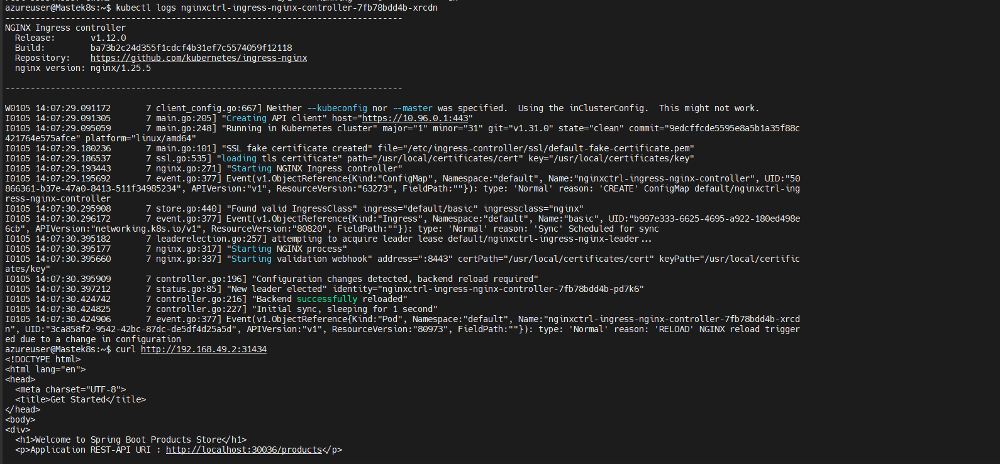 azureuser@Mastek8s:~$ kubectl logs nginxctrl-ingress-nginx-controller-7fb78bdd4b-xrcdn
-------------------------------------------------------------------------------
NGINX Ingress controller
  Release:       v1.12.0
  Build:         ba73b2c24d355f1cdcf4b31ef7c5574059f12118
  Repository:    https://github.com/kubernetes/ingress-nginx
  nginx version: nginx/1.25.5

-------------------------------------------------------------------------------

W0105 14:07:29.091172       7 client_config.go:667] Neither --kubeconfig nor --master was specified.  Using the inClusterConfig.  This might not work.
I0105 14:07:29.091305       7 main.go:205] "Creating API client" host="https://10.96.0.1:443"
I0105 14:07:29.095059       7 main.go:248] "Running in Kubernetes cluster" major="1" minor="31" git="v1.31.0" state="clean" commit="9edcffcde5595e8a5b1a35f88c
421764e575afce" platform="linux/amd64"
I0105 14:07:29.180236       7 main.go:101] "SSL fake certificate created" file="/etc/ingress-controller/ssl/default-fake-certificate.pem"
I0105 14:07:29.186537       7 ssl.go:535] "loading tls certificate" path="/usr/local/certificates/cert" key="/usr/local/certificates/key"
I0105 14:07:29.193443       7 nginx.go:271] "Starting NGINX Ingress controller"
I0105 14:07:29.195692       7 event.go:377] Event(v1.ObjectReference{Kind:"ConfigMap", Namespace:"default", Name:"nginxctrl-ingress-nginx-controller", UID:"50
866361-b37e-47a0-8413-511f34985234", APIVersion:"v1", ResourceVersion:"63273", FieldPath:""}): type: 'Normal' reason: 'CREATE' ConfigMap default/nginxctrl-ing
ress-nginx-controller
I0105 14:07:30.295908       7 store.go:440] "Found valid IngressClass" ingress="default/basic" ingressclass="nginx"
I0105 14:07:30.296172       7 event.go:377] Event(v1.ObjectReference{Kind:"Ingress", Namespace:"default", Name:"basic", UID:"b997e333-6625-4695-a922-180ed498e
6cb", APIVersion:"networking.k8s.io/v1", ResourceVersion:"80820", FieldPath:""}): type: 'Normal' reason: 'Sync' Scheduled for sync
I0105 14:07:30.395182       7 leaderelection.go:257] attempting to acquire leader lease default/nginxctrl-ingress-nginx-leader...
I0105 14:07:30.395177       7 nginx.go:317] "Starting NGINX process"
I0105 14:07:30.395660       7 nginx.go:337] "Starting validation webhook" address=":8443" certPath="/usr/local/certificates/cert" keyPath="/usr/local/certific
ates/key"
I0105 14:07:30.395909       7 controller.go:196] "Configuration changes detected, backend reload required"
I0105 14:07:30.397212       7 status.go:85] "New leader elected" identity="nginxctrl-ingress-nginx-controller-7fb78bdd4b-pd7k6"
I0105 14:07:30.424742       7 controller.go:216] "Backend successfully reloaded"
I0105 14:07:30.424825       7 controller.go:227] "Initial sync, sleeping for 1 second"
I0105 14:07:30.424906       7 event.go:377] Event(v1.ObjectReference{Kind:"Pod", Namespace:"default", Name:"nginxctrl-ingress-nginx-controller-7fb78bdd4b-xrcd
n", UID:"3ca858f2-9542-42bc-87dc-de5df4d25a5d", APIVersion:"v1", ResourceVersion:"80973", FieldPath:""}): type: 'Normal' reason: 'RELOAD' NGINX reload trigger
ed due to a change in configuration
azureuser@Mastek8s:~$ curl http://192.168.49.2:31434
<!DOCTYPE html>
<html lang="en">
<head>
  <meta charset="UTF-8">
  <title>Get Started</title>
</head>
<body>
<div>
  <h1>Welcome to Spring Boot Products Store</h1>
  <p>Application REST-API URI : http://localhost:30036/products</p>